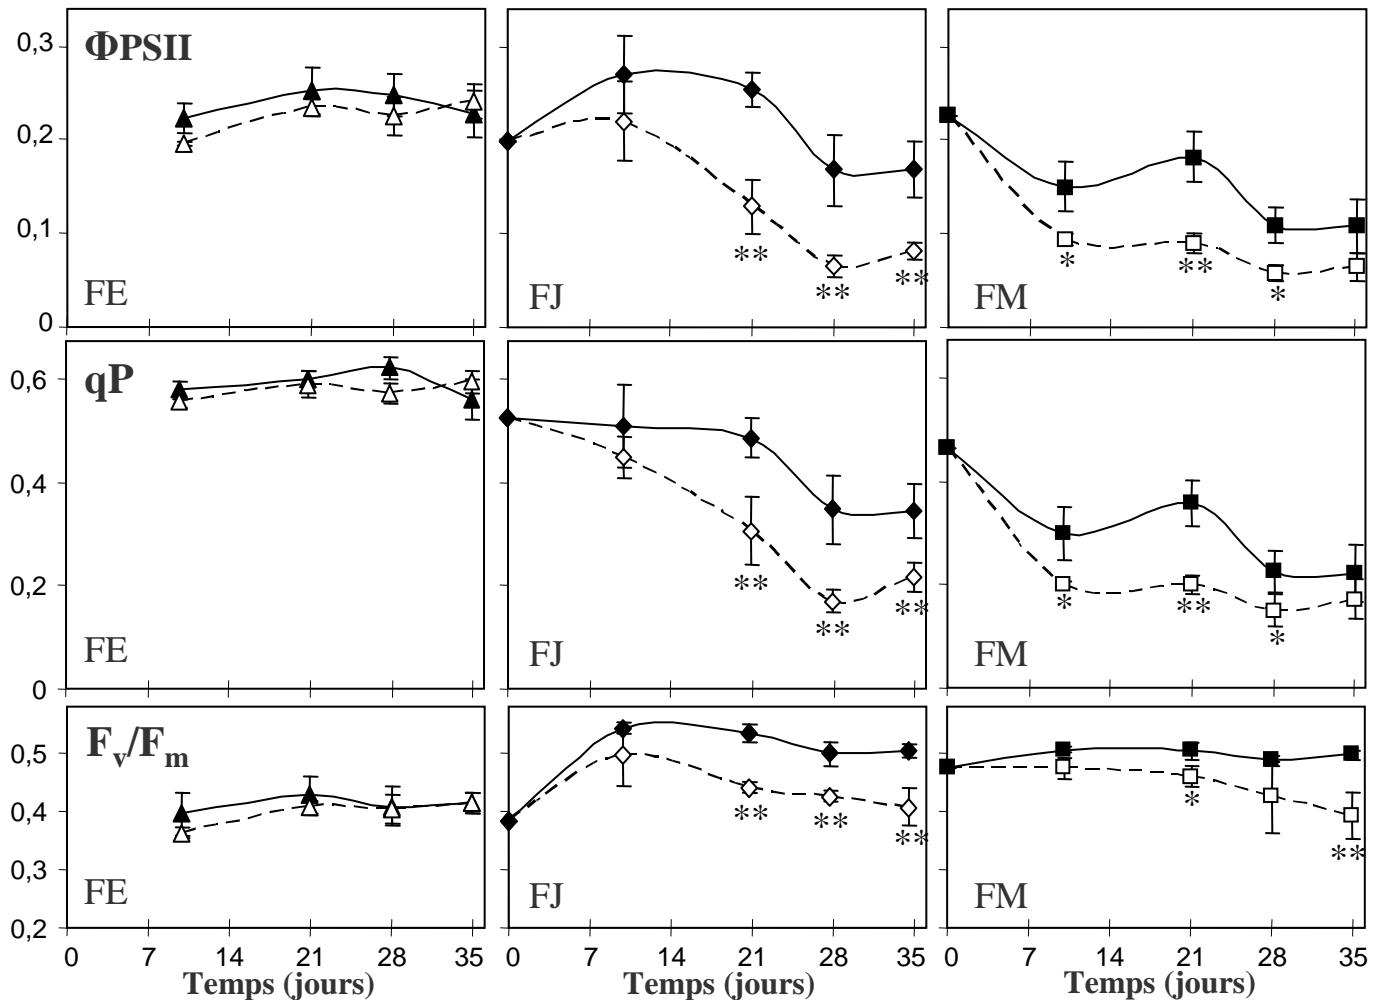 0,3
ΦPSII
0,2
0,1
FE
FJ
FM
0
**
**
**
*
**
*
0,6
qP
0,4
0,2
FE
FJ
FM
0
**
**
**
*
**
*
Fv/Fm
0,5
0,4
0,3
FE
FJ
FM
0,2
**
**
**
*
**
0 7 14 21 28 35 0 7 14 21 28 35 0 7 14 21 28 35
Temps (jours) Temps (jours) Temps (jours)